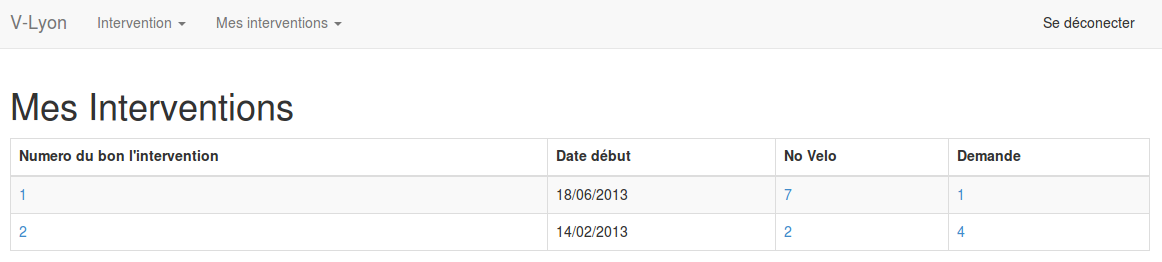 V-Lyon Intervention Mes interventions Se déconecter
Mes Interventions
Numero du bon l'intervention Date début No Velo Demande
1 18/06/2013 7 1
2 14/02/2013 2 4